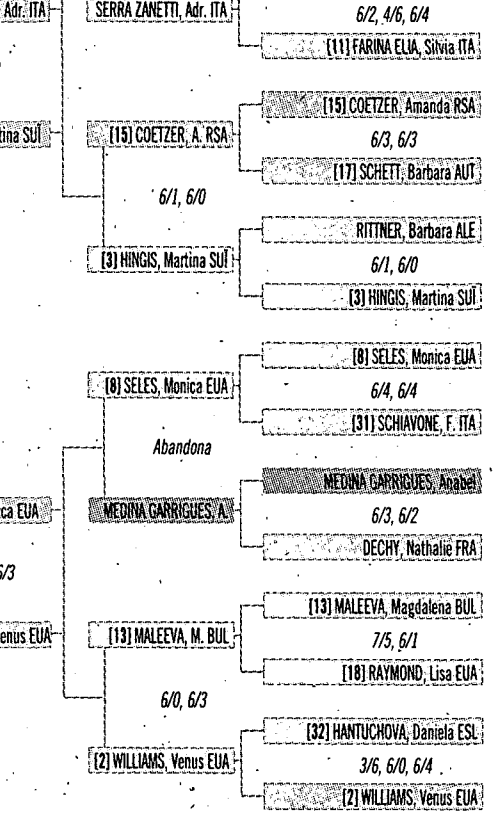 Adr. ITA
SERRA ZANETTI, Adr. ITA
6/2, 4/6, 6/4
[11] FARINA ELIA, Silvia ITA
[15] COETZER, Amanda RSA
tina SUÏ
[15] COETZER, A. RSA
6/3, 6/3
[17] SCHETT, Barbara AUT
6/1, 6/0
RITTNER, Barbara ALE
[3] HINGIS, Martina SUÏ
6/1, 6/0
[3] HINGIS, Martina SUÏ
[8] SELES, Monica EUA
[8] SELES, Monica EUA
6/4, 6/4
[31] SCHIAVONE, F. ITA
Abandona
MEDINA GARRIGUES, Anabel
ca EUA
MEDINA GARRIGUES, A.
6/3, 6/2
DECHY, Nathalie FRA
6/3
[13] MALEEVA, Magdalena BUL
enus EUA
[13] MALEEVA, M. BUL
7/5, 6/1
[18] RAYMOND, Lisa EUA
6/0, 6/3
[32] HANTUCHOVA, Daniela ESL
[2] WILLIAMS, Venus EUA
3/6, 6/0, 6/4
[2] WILLIAMS, Venus EUA